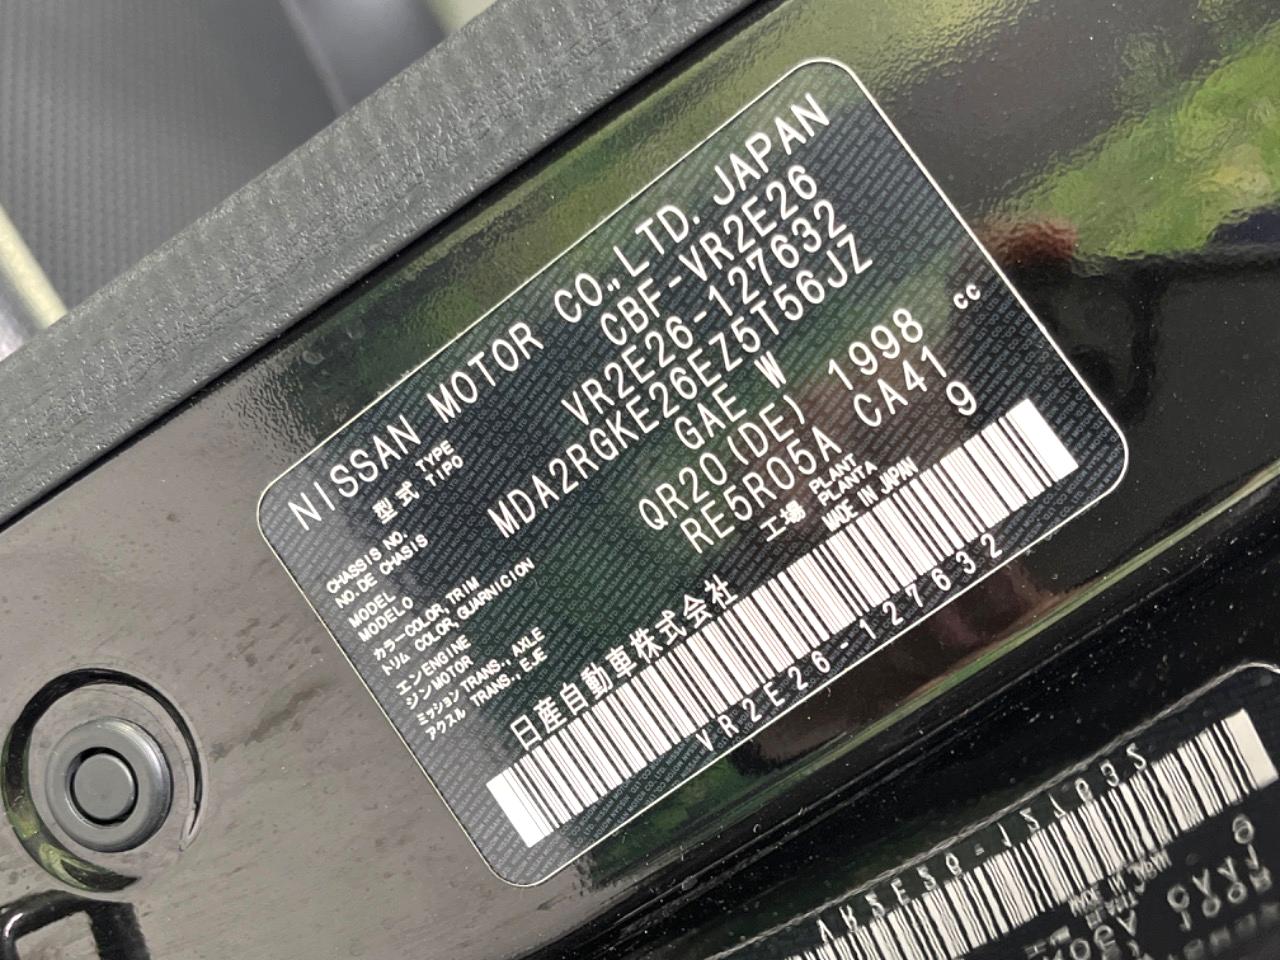 NISSAN MOTOR CO.,LTD. JAPAN
型式 TYPE TIPO CBF-VR2E26
CHASSIS NO. NO.DE CHASIS VR2E26-127632
MODEL MODELO MDA2RGKE26EZ5T56JZ
カラー COLOR, TRIM トリム COLOR, GUARNICION GAE W
エンジン ENGINE MOTOR QR20(DE) 1998 cc
ミッション TRANS., AXLE アクスル TRANS., EJE RE5R05A CA41
工場 PLANT PLANTA 9
日産自動車株式会社 MADE IN JAPAN
VR2E26-127632